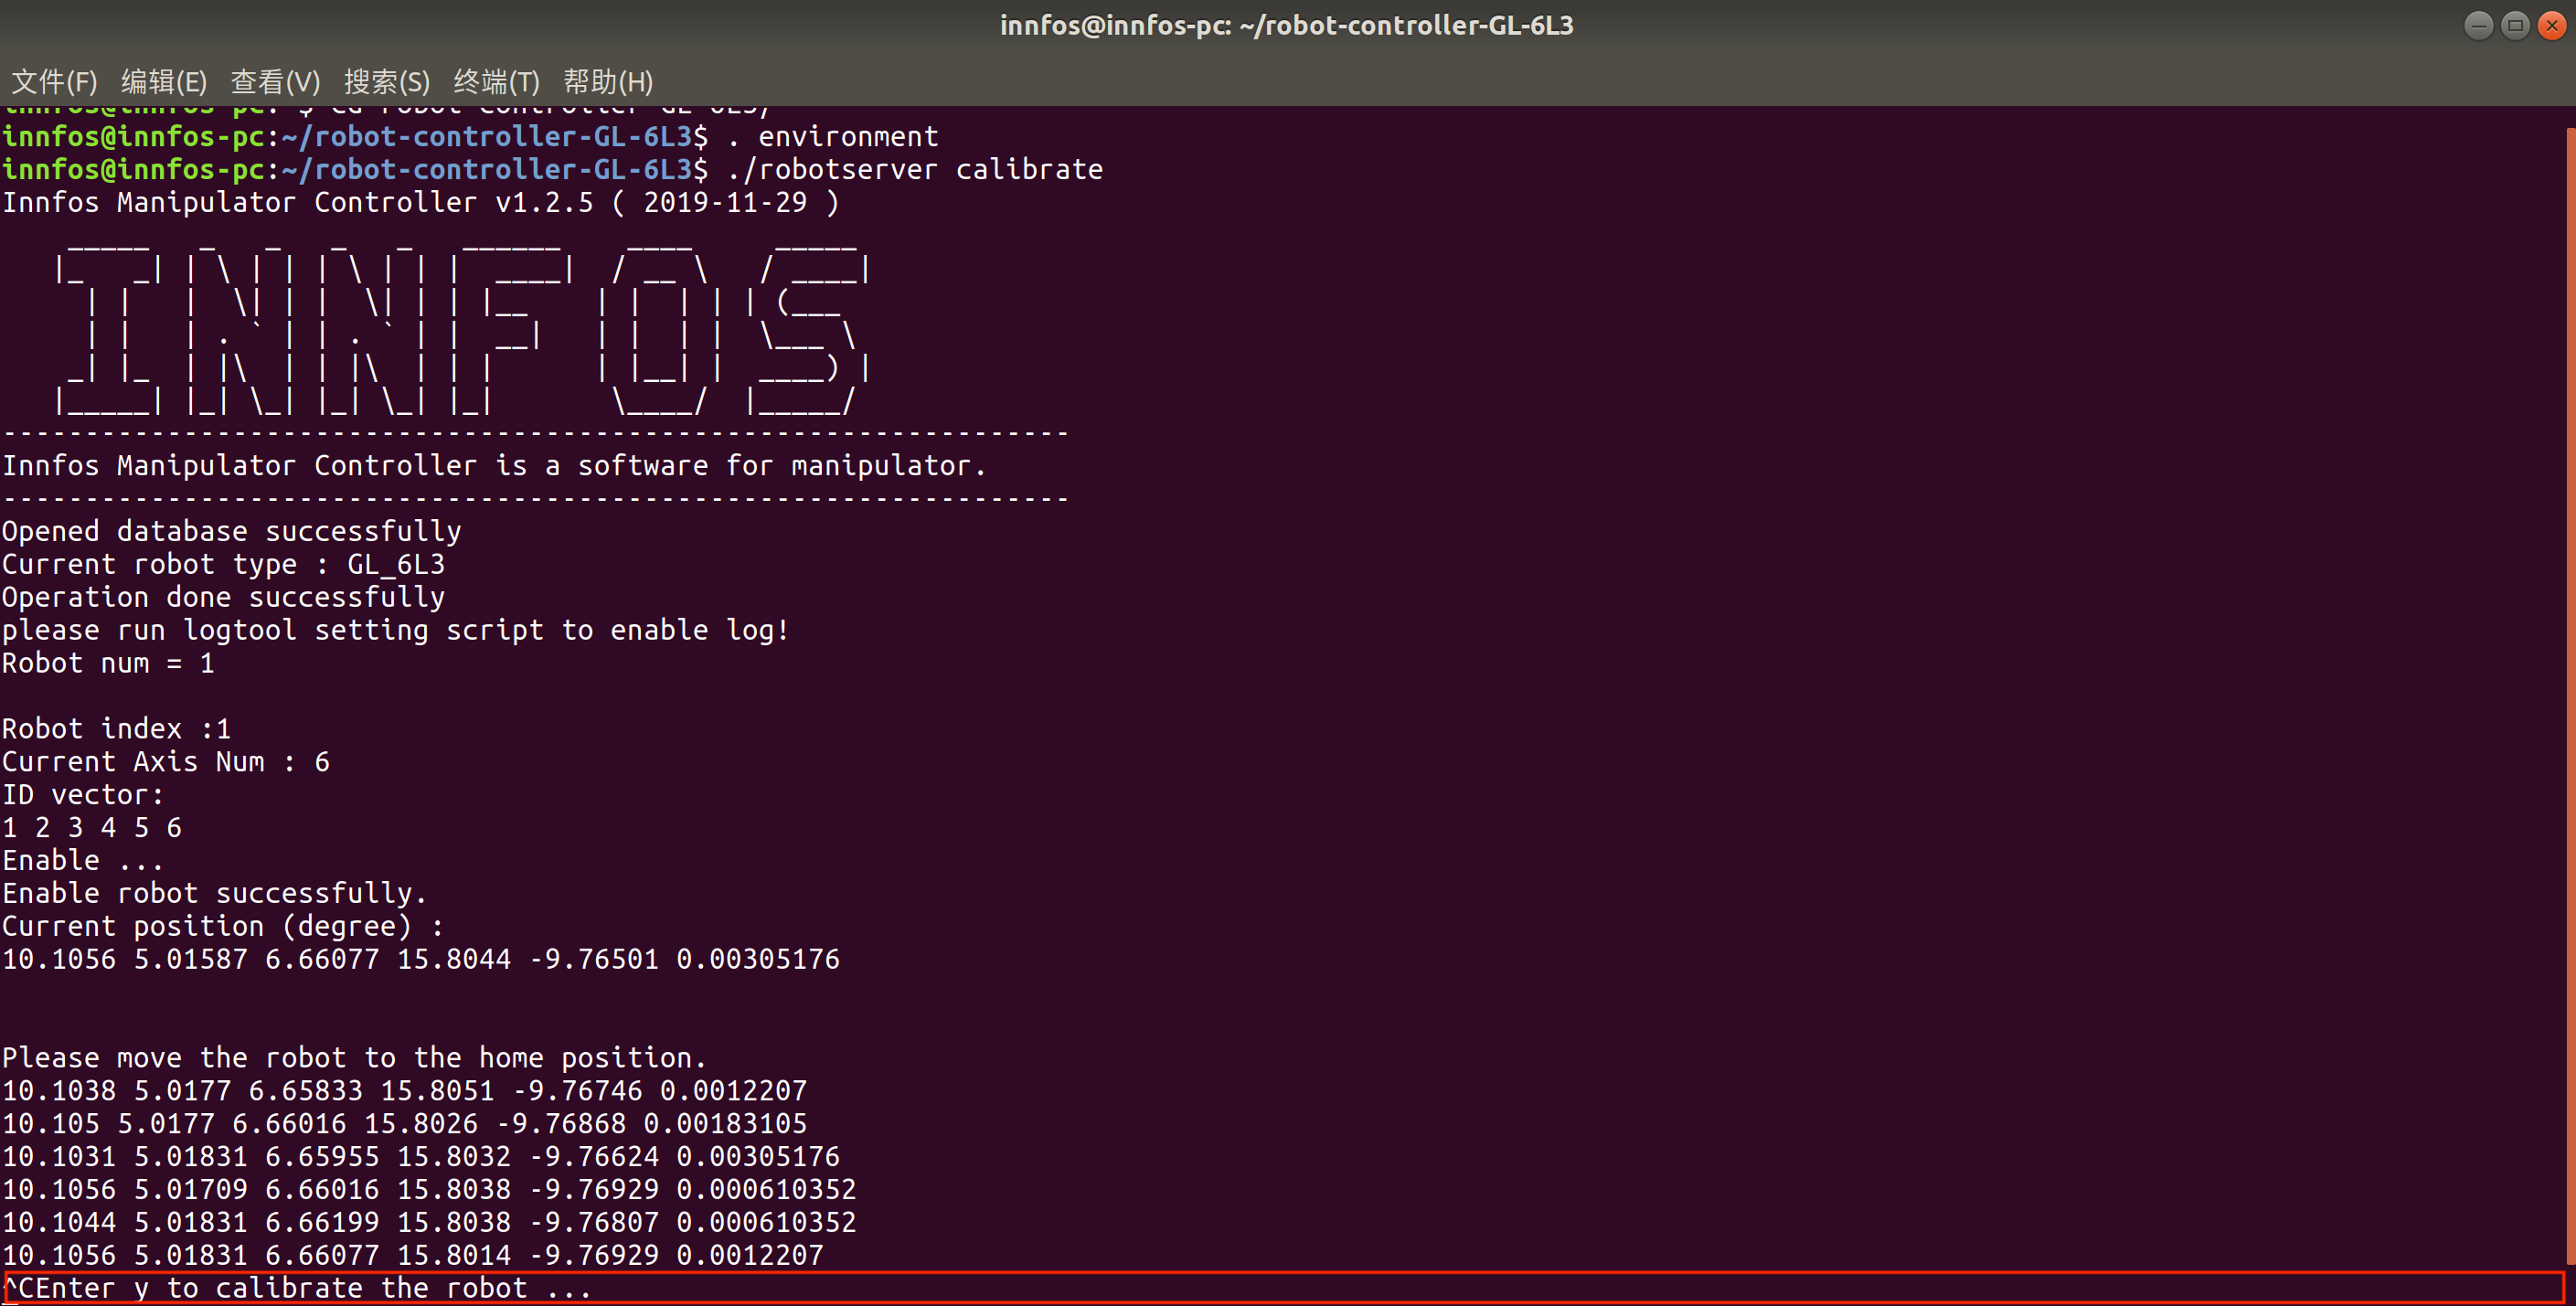 innfos@innfos-pc: ~/robot-controller-GL-6L3
文件(F) 编辑(E) 查看(V) 搜索(S) 终端(T) 帮助(H)
innfos@innfos-pc:~$ cd robot-controller-GL-6L3/
innfos@innfos-pc:~/robot-controller-GL-6L3$ . environment
innfos@innfos-pc:~/robot-controller-GL-6L3$ ./robotserver calibrate
Innfos Manipulator Controller v1.2.5 ( 2019-11-29 )
INNFOS
-----------------------------------------------------------------
Innfos Manipulator Controller is a software for manipulator.
-----------------------------------------------------------------
Opened database successfully
Current robot type : GL_6L3
Operation done successfully
please run logtool setting script to enable log!
Robot num = 1
Robot index :1
Current Axis Num : 6
ID vector:
1 2 3 4 5 6
Enable ...
Enable robot successfully.
Current position (degree) :
10.1056 5.01587 6.66077 15.8044 -9.76501 0.00305176
Please move the robot to the home position.
10.1038 5.0177 6.65833 15.8051 -9.76746 0.0012207
10.105 5.0177 6.66016 15.8026 -9.76868 0.00183105
10.1031 5.01831 6.65955 15.8032 -9.76624 0.00305176
10.1056 5.01709 6.66016 15.8038 -9.76929 0.000610352
10.1044 5.01831 6.66199 15.8038 -9.76807 0.000610352
10.1056 5.01831 6.66077 15.8014 -9.76929 0.0012207
^CEnter y to calibrate the robot ...